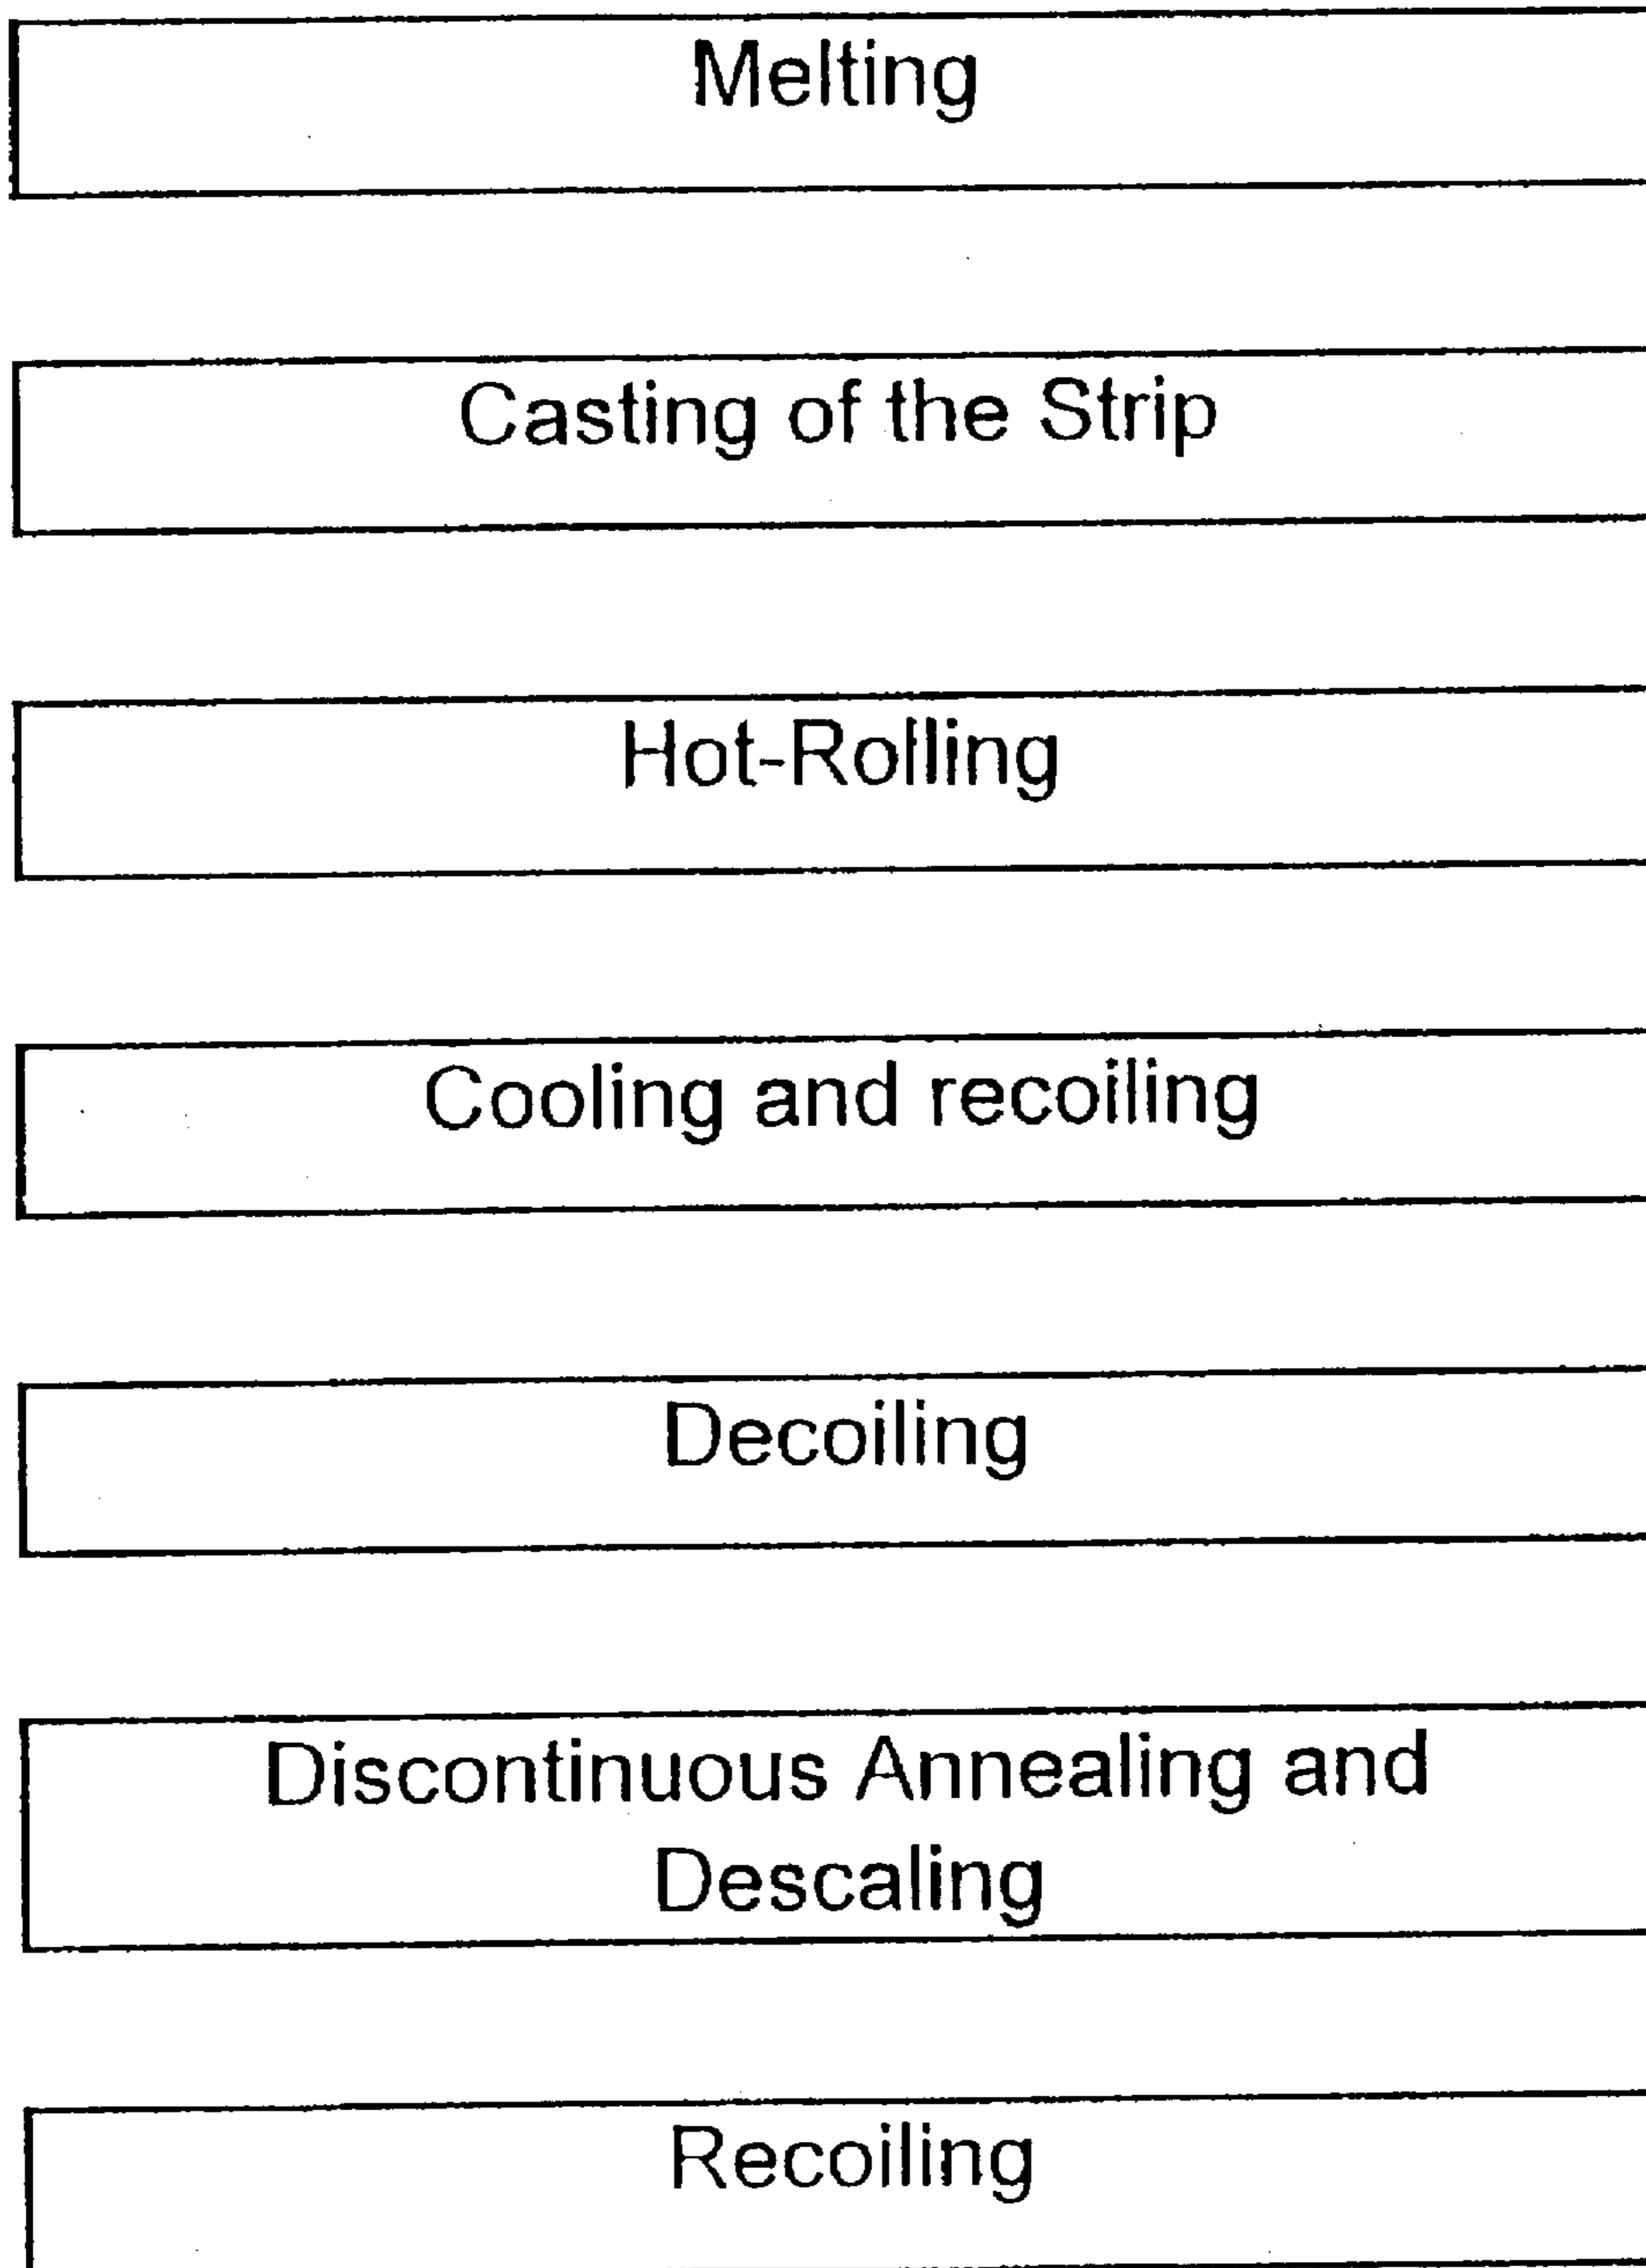 Melting
Casting of the Strip
Hot-Rolling
Cooling and recoiling
Decoiling
Discontinuous Annealing and
Descaling
Recoiling